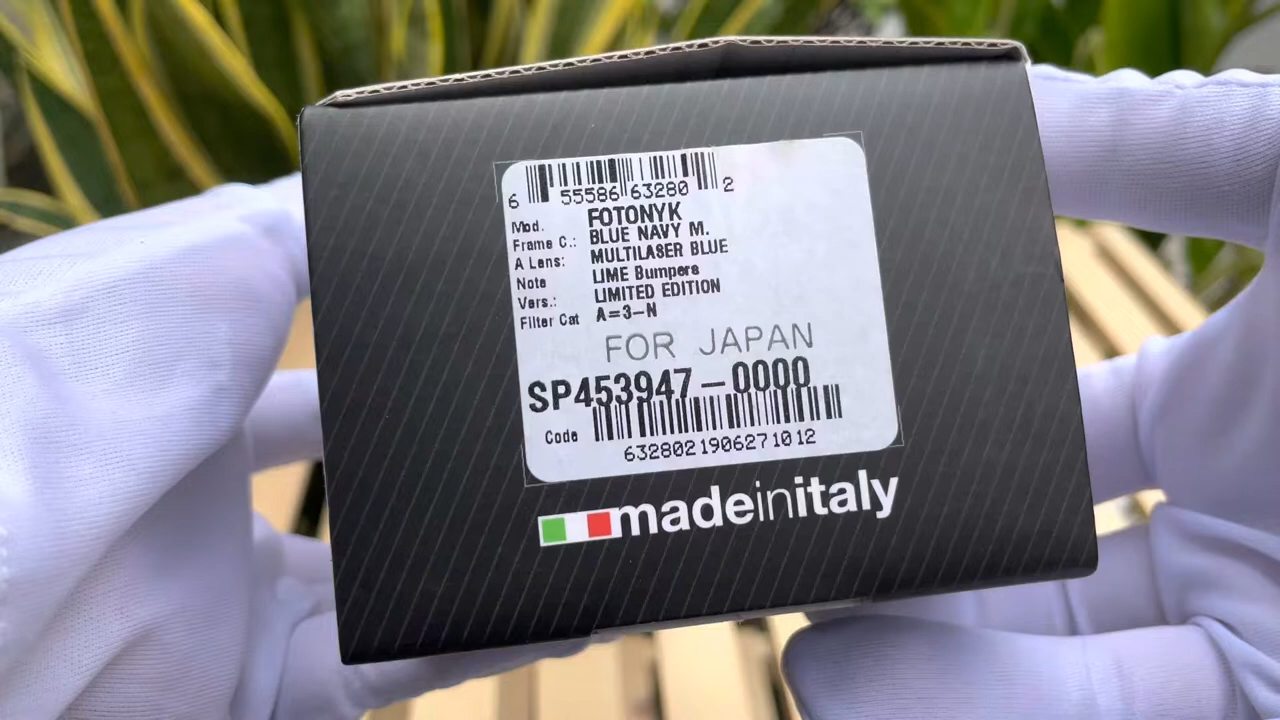 6 55586 63280 2
Mod. FOTONYK
Frame C.: BLUE NAVY M.
A Lens: MULTILASER BLUE
Note LIME Bumpers
Vers.: LIMITED EDITION
Filter Cat A=3-N
FOR JAPAN
SP453947-0000
Code
632802190627 1012
madeinitaly